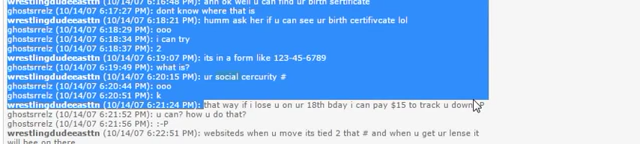 wrestlingdudeeasttn (10/14/07 6:16:48 PM): ahh ok well u can find ur birth sertificate
ghostsrrelz (10/14/07 6:17:27 PM): dont know where that is
wrestlingdudeeasttn (10/14/07 6:18:21 PM): humm ask her if u can see ur birth certifivcate lol
ghostsrrelz (10/14/07 6:18:29 PM): ooo
ghostsrrelz (10/14/07 6:18:34 PM): i can try
ghostsrrelz (10/14/07 6:18:37 PM): 2
wrestlingdudeeasttn (10/14/07 6:19:07 PM): its in a form like 123-45-6789
ghostsrrelz (10/14/07 6:19:49 PM): what is?
wrestlingdudeeasttn (10/14/07 6:20:15 PM): ur social cercurity #
ghostsrrelz (10/14/07 6:20:44 PM): ooo
ghostsrrelz (10/14/07 6:20:51 PM): k
wrestlingdudeeasttn (10/14/07 6:21:24 PM): that way if i lose u on ur 18th bday i can pay $15 to track u down
ghostsrrelz (10/14/07 6:21:52 PM): u can? how u do that?
ghostsrrelz (10/14/07 6:21:56 PM): :-P
wrestlingdudeeasttn (10/14/07 6:22:51 PM): websiteds when u move its tied 2 that # and when u get ur lense it
will bee on there